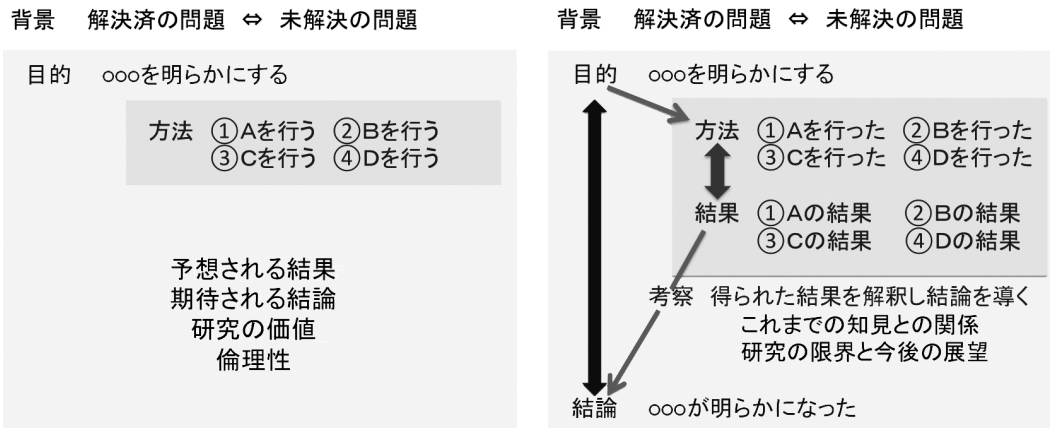 背景 解決済の問題 ⇔ 未解決の問題
目的 ○○○を明らかにする
方法 ①Aを行う ②Bを行う
③Cを行う ④Dを行う
予想される結果
期待される結論
研究の価値
倫理性
背景 解決済の問題 ⇔ 未解決の問題
目的 ○○○を明らかにする
方法 ①Aを行った ②Bを行った
③Cを行った ④Dを行った
結果 ①Aの結果 ②Bの結果
③Cの結果 ④Dの結果
考察 得られた結果を解釈し結論を導く
これまでの知見との関係
研究の限界と今後の展望
結論 ○○○が明らかになった